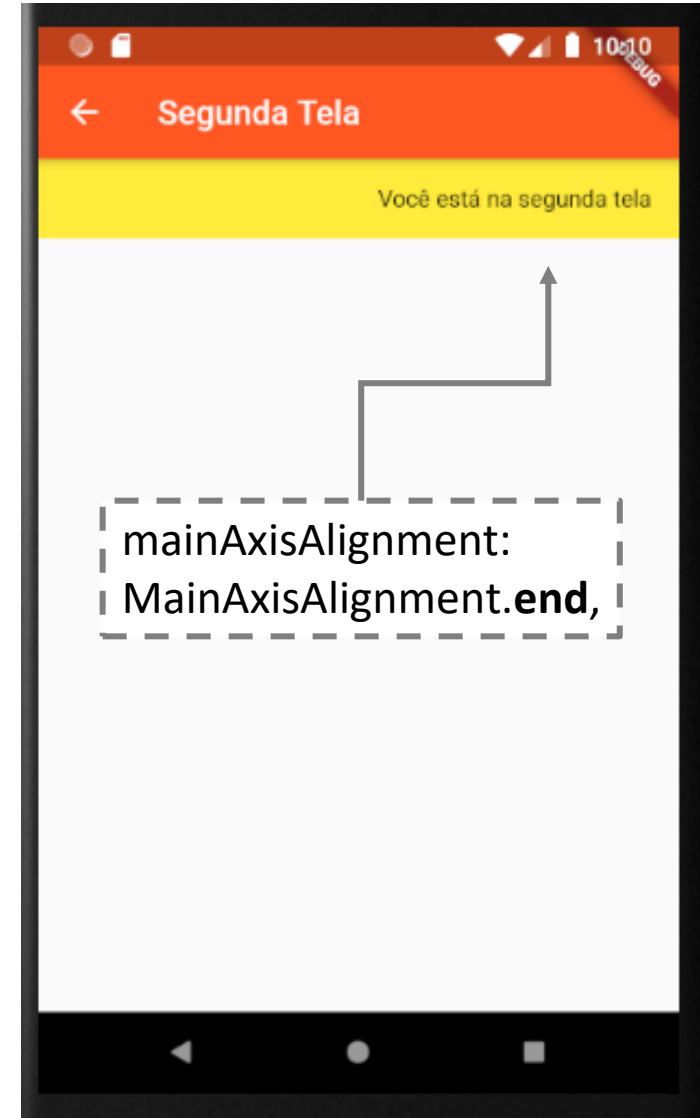 10:10
DEBUG
Segunda Tela
Você está na segunda tela
mainAxisAlignment:
MainAxisAlignment.end,